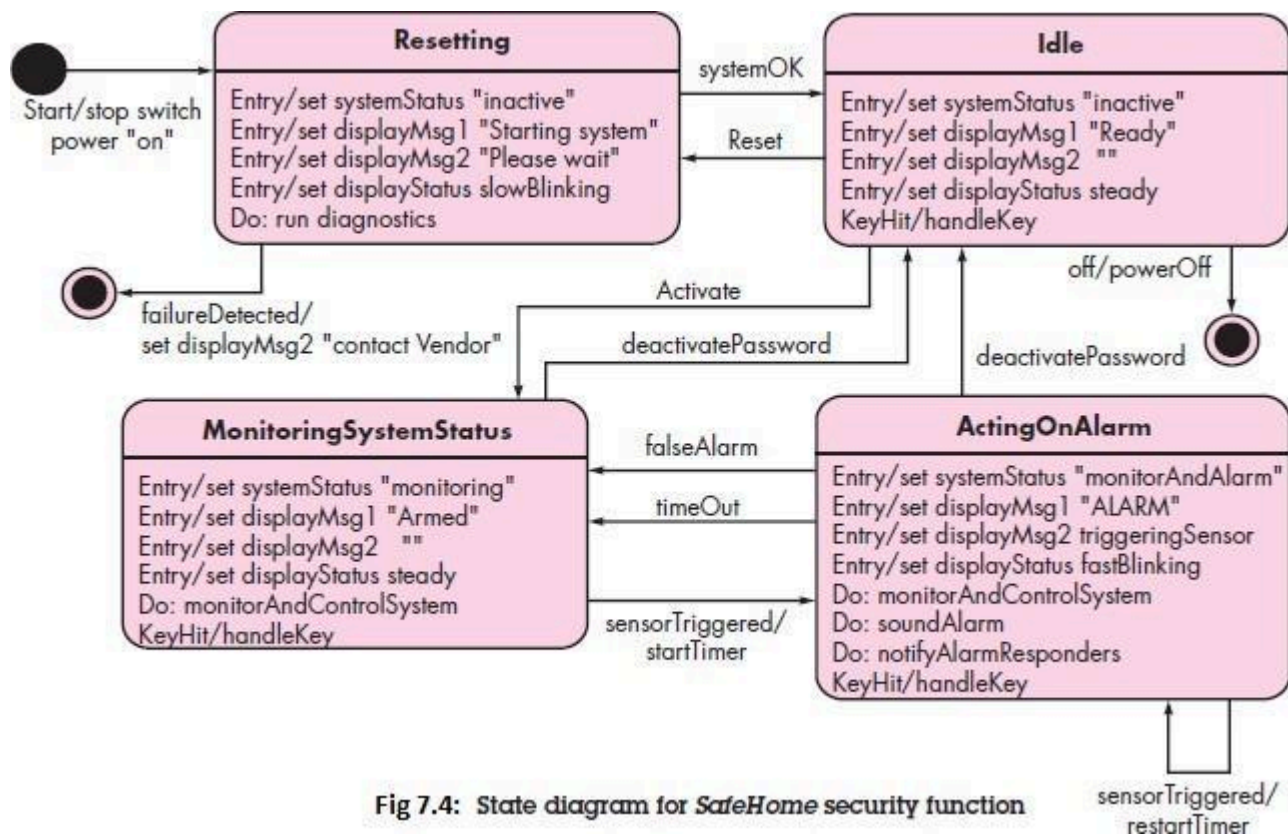 Resetting
Entry/set systemStatus "inactive"
Entry/set displayMsg1 "Starting system"
Entry/set displayMsg2 "Please wait"
Entry/set displayStatus slowBlinking
Do: run diagnostics
Start/stop switch
power "on"
systemOK
Reset
Idle
Entry/set systemStatus "inactive"
Entry/set displayMsg1 "Ready"
Entry/set displayMsg2 ""
Entry/set displayStatus steady
KeyHit/handleKey
failureDetected/
set displayMsg2 "contact Vendor"
Activate
deactivatePassword
off/powerOff
deactivatePassword
MonitoringSystemStatus
Entry/set systemStatus "monitoring"
Entry/set displayMsg1 "Armed"
Entry/set displayMsg2 ""
Entry/set displayStatus steady
Do: monitorAndControlSystem
KeyHit/handleKey
falseAlarm
timeOut
sensorTriggered/
startTimer
ActingOnAlarm
Entry/set systemStatus "monitorAndAlarm"
Entry/set displayMsg1 "ALARM"
Entry/set displayMsg2 triggeringSensor
Entry/set displayStatus fastBlinking
Do: monitorAndControlSystem
Do: soundAlarm
Do: notifyAlarmResponders
KeyHit/handleKey
sensorTriggered/
restartTimer
Fig 7.4: State diagram for SafeHome security function